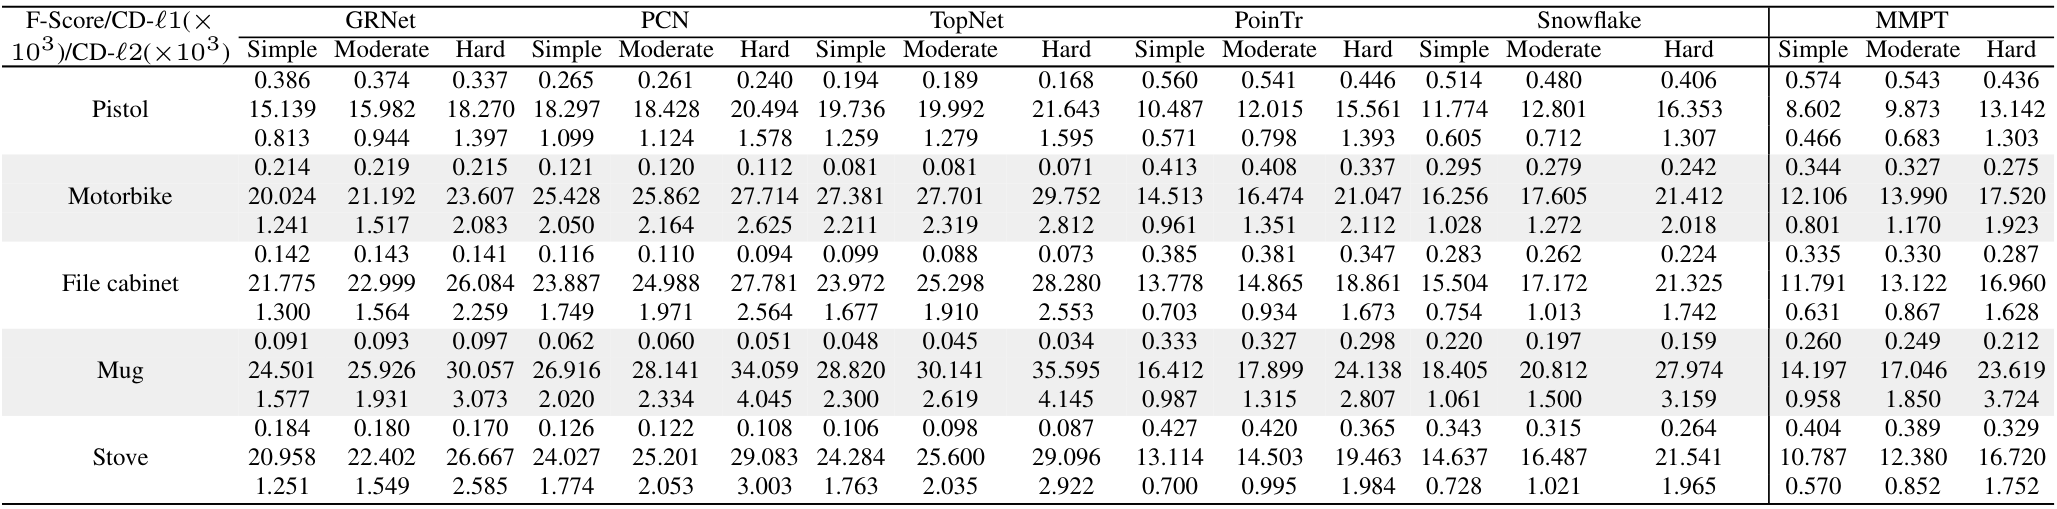 F-Score/CD-ℓ1(× GRNet PCN TopNet PoinTr Snowflake MMPT
10³)/CD-ℓ2(×10³) Simple Moderate Hard Simple Moderate Hard Simple Moderate Hard Simple Moderate Hard Simple Moderate Hard Simple Moderate Hard
0.386 0.374 0.337 0.265 0.261 0.240 0.194 0.189 0.168 0.560 0.541 0.446 0.514 0.480 0.406 0.574 0.543 0.436
Pistol 15.139 15.982 18.270 18.297 18.428 20.494 19.736 19.992 21.643 10.487 12.015 15.561 11.774 12.801 16.353 8.602 9.873 13.142
0.813 0.944 1.397 1.099 1.124 1.578 1.259 1.279 1.595 0.571 0.798 1.393 0.605 0.712 1.307 0.466 0.683 1.303
0.214 0.219 0.215 0.121 0.120 0.112 0.081 0.081 0.071 0.413 0.408 0.337 0.295 0.279 0.242 0.344 0.327 0.275
Motorbike 20.024 21.192 23.607 25.428 25.862 27.714 27.381 27.701 29.752 14.513 16.474 21.047 16.256 17.605 21.412 12.106 13.990 17.520
1.241 1.517 2.083 2.050 2.164 2.625 2.211 2.319 2.812 0.961 1.351 2.112 1.028 1.272 2.018 0.801 1.170 1.923
0.142 0.143 0.141 0.116 0.110 0.094 0.099 0.088 0.073 0.385 0.381 0.347 0.283 0.262 0.224 0.335 0.330 0.287
File cabinet 21.775 22.999 26.084 23.887 24.988 27.781 23.972 25.298 28.280 13.778 14.865 18.861 15.504 17.172 21.325 11.791 13.122 16.960
1.300 1.564 2.259 1.749 1.971 2.564 1.677 1.910 2.553 0.703 0.934 1.673 0.754 1.013 1.742 0.631 0.867 1.628
0.091 0.093 0.097 0.062 0.060 0.051 0.048 0.045 0.034 0.333 0.327 0.298 0.220 0.197 0.159 0.260 0.249 0.212
Mug 24.501 25.926 30.057 26.916 28.141 34.059 28.820 30.141 35.595 16.412 17.899 24.138 18.405 20.812 27.974 14.197 17.046 23.619
1.577 1.931 3.073 2.020 2.334 4.045 2.300 2.619 4.145 0.987 1.315 2.807 1.061 1.500 3.159 0.958 1.850 3.724
0.184 0.180 0.170 0.126 0.122 0.108 0.106 0.098 0.087 0.427 0.420 0.365 0.343 0.315 0.264 0.404 0.389 0.329
Stove 20.958 22.402 26.667 24.027 25.201 29.083 24.284 25.600 29.096 13.114 14.503 19.463 14.637 16.487 21.541 10.787 12.380 16.720
1.251 1.549 2.585 1.774 2.053 3.003 1.763 2.035 2.922 0.700 0.995 1.984 0.728 1.021 1.965 0.570 0.852 1.752